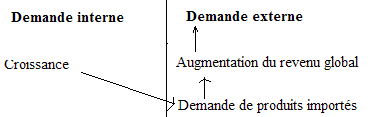 Demande interne
Demande externe
Croissance
Augmentation du revenu global
Demande de produits importés